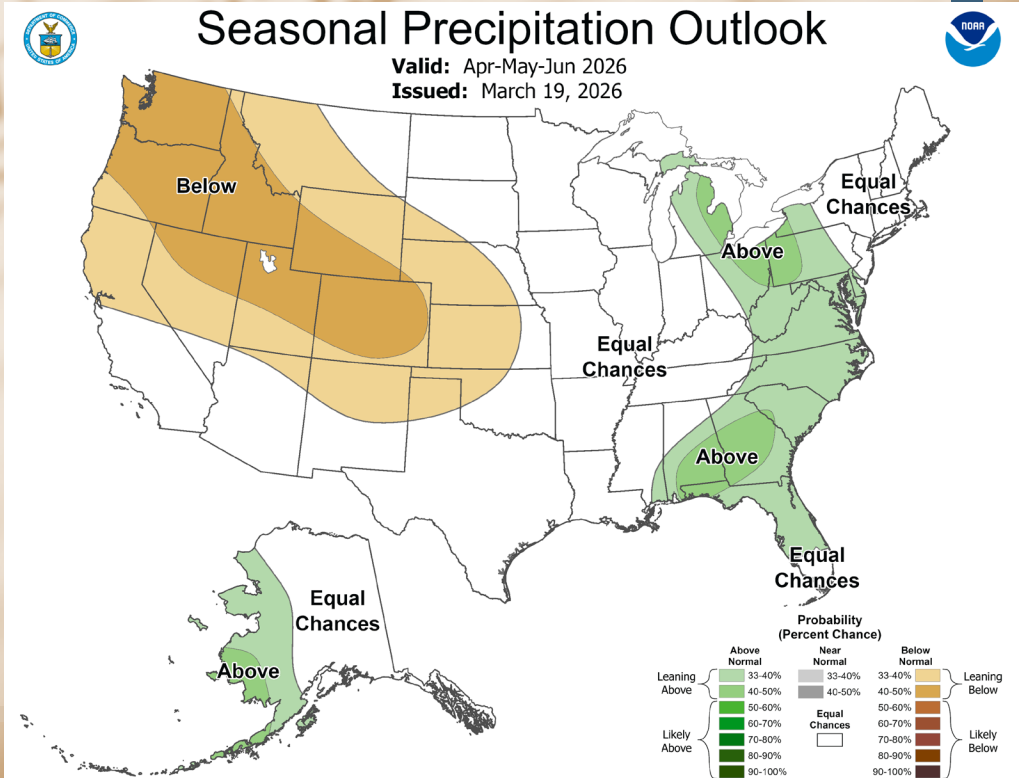 Seasonal Precipitation Outlook
Valid: Apr-May-Jun 2026
Issued: March 19, 2026
NOAA
Below
Equal
Chances
Above
Equal
Chances
Above
Equal
Chances
Equal
Chances
Above
Probability
(Percent Chance)
Above
Normal
Near
Normal
Below
Normal
Leaning
Above
33-40%
40-50%
33-40%
40-50%
33-40%
40-50%
Leaning
Below
Likely
Above
50-60%
60-70%
70-80%
80-90%
90-100%
Equal
Chances
50-60%
60-70%
70-80%
80-90%
90-100%
Likely
Below